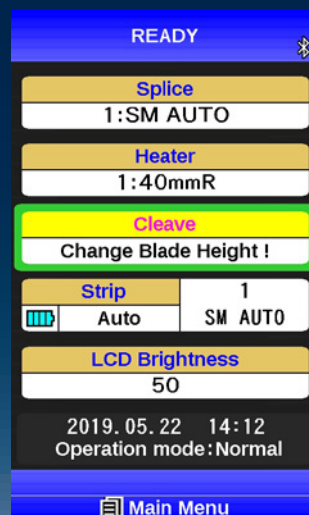 READY
Splice
1:SM AUTO
Heater
1:40mmR
Cleave
Change Blade Height !
Strip
1
Auto
SM AUTO
LCD Brightness
50
2019.05.22 14:12
Operation mode:Normal
Main Menu